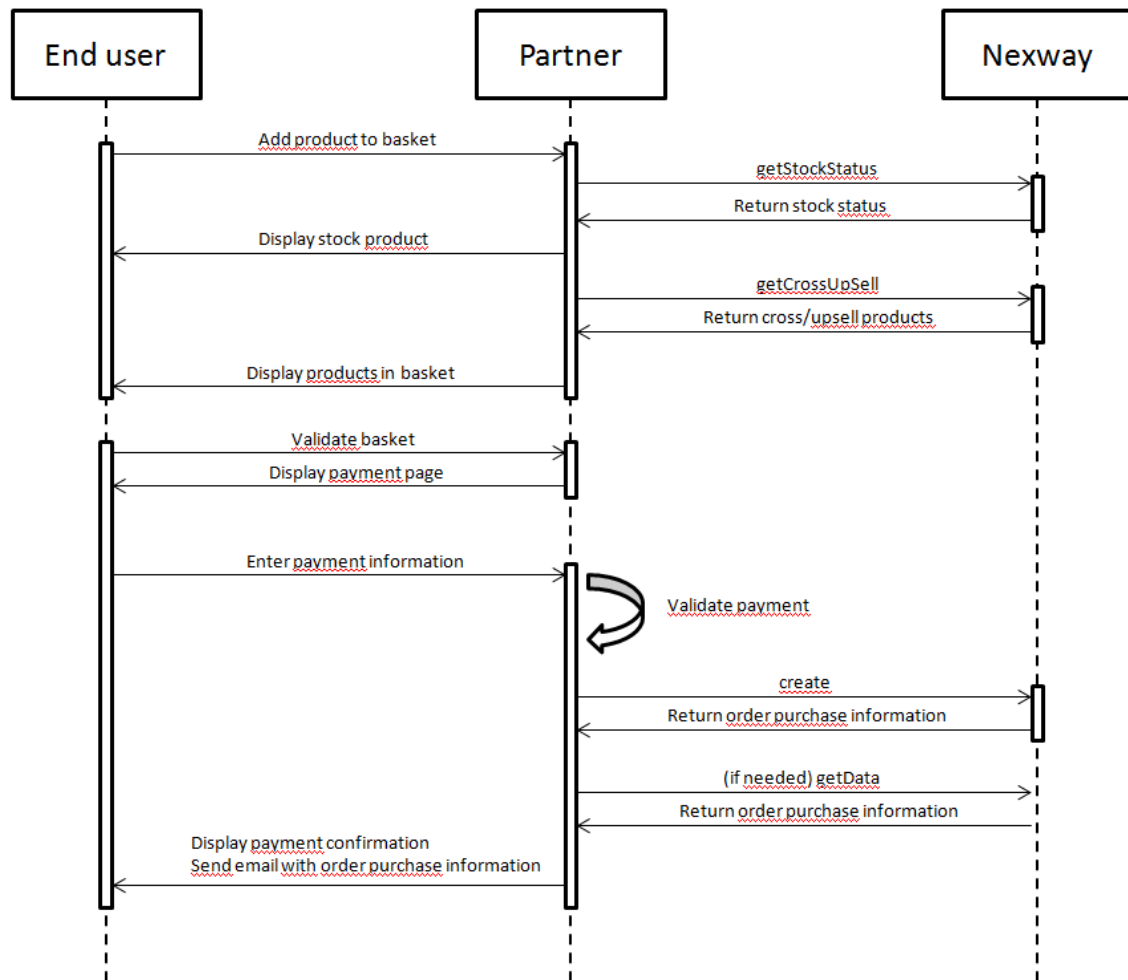 End user
Partner
Nexway
Add product to basket
getStockStatus
Return stock status
Display stock product
getCrossUpSell
Return cross/upsell products
Display products in basket
Validate basket
Display payment page
Enter payment information
Validate payment
create
Return order purchase information
(if needed) getData
Return order purchase information
Display payment confirmation
Send email with order purchase information